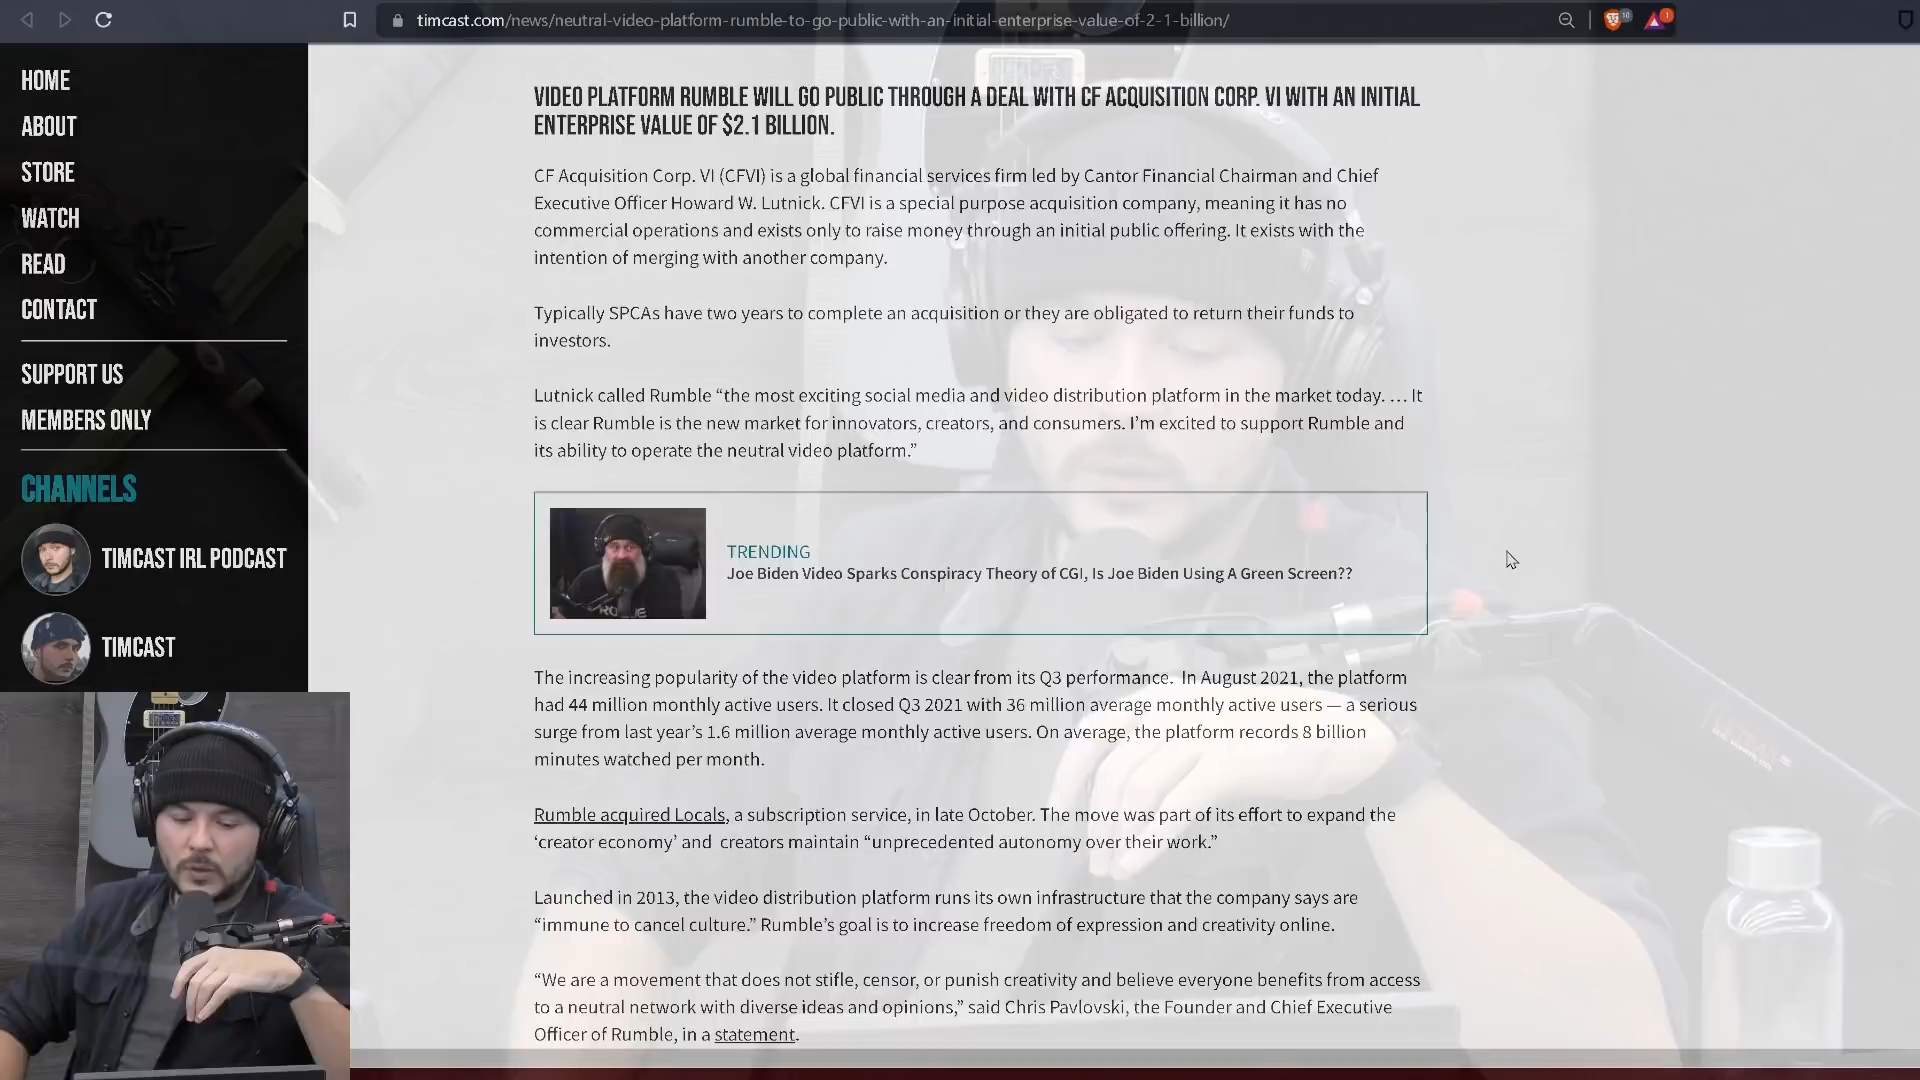 timcast.com/news/neutral-video-platform-rumble-to-go-public-with-an-initial-enterprise-value-of-2-1-billion/
10
1
HOME
ABOUT
STORE
WATCH
READ
CONTACT
SUPPORT US
MEMBERS ONLY
CHANNELS
TIMCAST IRL PODCAST
TIMCAST
VIDEO PLATFORM RUMBLE WILL GO PUBLIC THROUGH A DEAL WITH CF ACQUISITION CORP. VI WITH AN INITIAL
ENTERPRISE VALUE OF $2.1 BILLION.
CF Acquisition Corp. VI (CFVI) is a global financial services firm led by Cantor Financial Chairman and Chief
Executive Officer Howard W. Lutnick. CFVI is a special purpose acquisition company, meaning it has no
commercial operations and exists only to raise money through an initial public offering. It exists with the
intention of merging with another company.
Typically SPCAs have two years to complete an acquisition or they are obligated to return their funds to
investors.
Lutnick called Rumble “the most exciting social media and video distribution platform in the market today. … It
is clear Rumble is the new market for innovators, creators, and consumers. I’m excited to support Rumble and
its ability to operate the neutral video platform.”
TRENDING
Joe Biden Video Sparks Conspiracy Theory of CGI, Is Joe Biden Using A Green Screen??
The increasing popularity of the video platform is clear from its Q3 performance.  In August 2021, the platform
had 44 million monthly active users. It closed Q3 2021 with 36 million average monthly active users — a serious
surge from last year’s 1.6 million average monthly active users. On average, the platform records 8 billion
minutes watched per month.
Rumble acquired Locals, a subscription service, in late October. The move was part of its effort to expand the
‘creator economy’ and  creators maintain “unprecedented autonomy over their work.”
Launched in 2013, the video distribution platform runs its own infrastructure that the company says are
“immune to cancel culture.” Rumble’s goal is to increase freedom of expression and creativity online.
“We are a movement that does not stifle, censor, or punish creativity and believe everyone benefits from access
to a neutral network with diverse ideas and opinions,” said Chris Pavlovski, the Founder and Chief Executive
Officer of Rumble, in a statement.